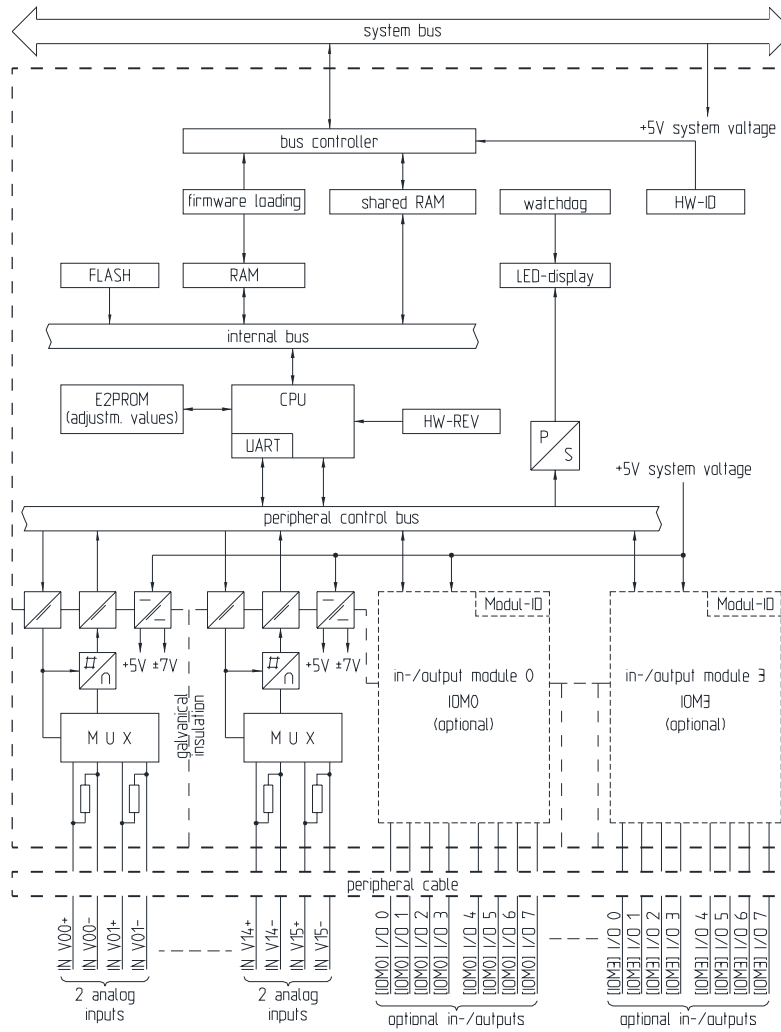 system bus
+5V system voltage
bus controller
firmware loading
shared RAM
watchdog
HW-ID
FLASH
RAM
LED-display
internal bus
E2PROM
(adjustm. values)
CPU
UART
HW-REV
P
S
+5V system voltage
peripheral control bus
Modul-ID
Modul-ID
+5V ±7V
+5V ±7V
#
∩
#
∩
in-/output module 0
IOM0
(optional)
in-/output module 3
IOM3
(optional)
MUX
MUX
galvanical
insulation
peripheral cable
IN V00+
IN V00-
IN V01+
IN V01-
IN V14+
IN V14-
IN V15+
IN V15-
[IOM0] I/O 0
[IOM0] I/O 1
[IOM0] I/O 2
[IOM0] I/O 3
[IOM0] I/O 4
[IOM0] I/O 5
[IOM0] I/O 6
[IOM0] I/O 7
[IOM3] I/O 0
[IOM3] I/O 1
[IOM3] I/O 2
[IOM3] I/O 3
[IOM3] I/O 4
[IOM3] I/O 5
[IOM3] I/O 6
[IOM3] I/O 7
2 analog
inputs
2 analog
inputs
optional in-/outputs
optional in-/outputs